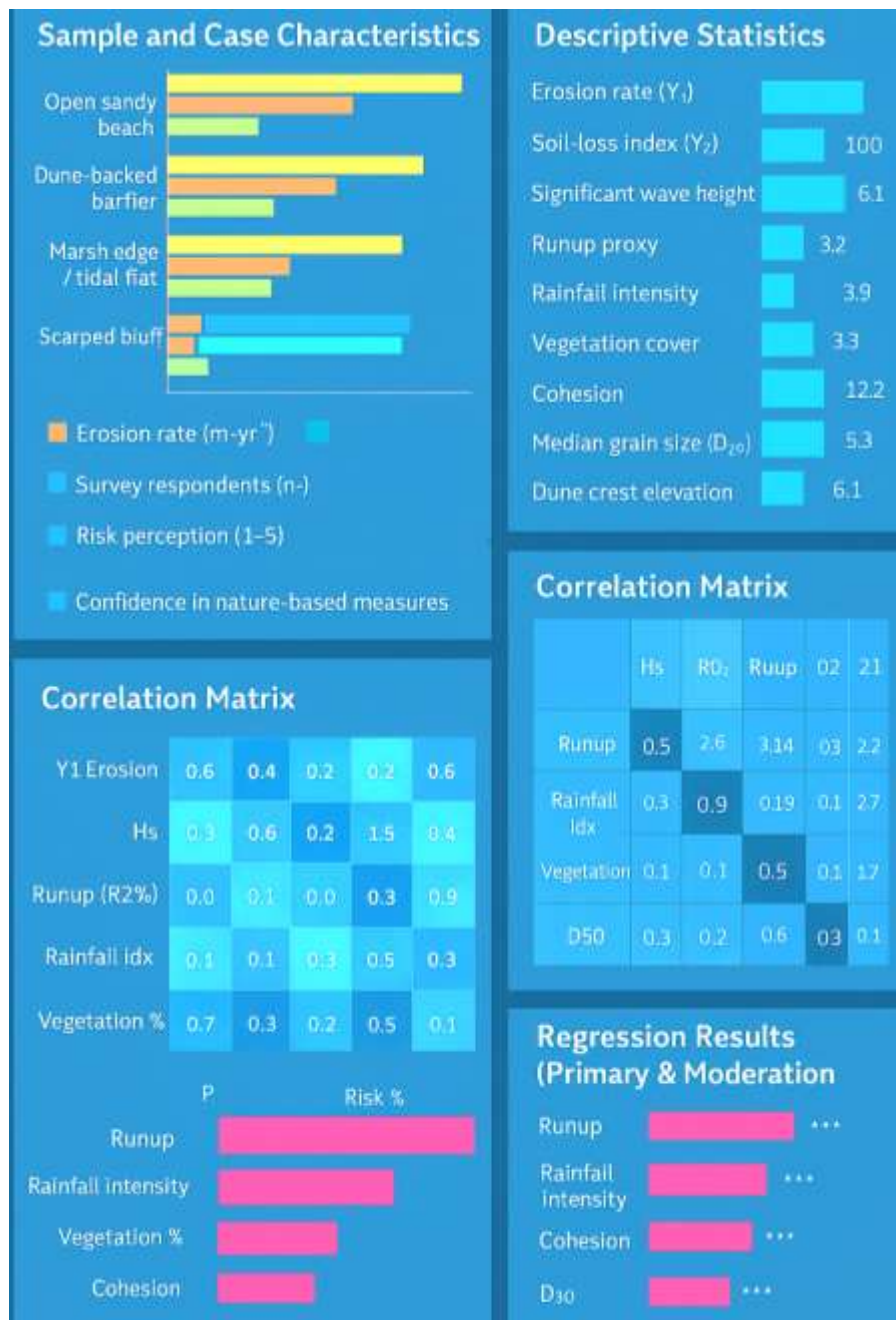 Sample and Case Characteristics
Open sandy
beach
Dune-backed
barfier
Marsh edge
/ tidal fiat
Scarped biuff
Erosion rate (m-yr¨)
Survey respondents (n-)
Risk perception (1–5)
Confidence in nature-based measures
Descriptive Statistics
Erosion rate (Y₁)
Soil-loss index (Y₂) 100
Significant wave height 6.1
Runup proxy 3.2
Rainfall intensity 3.9
Vegetation cover 3.3
Cohesion 12.2
Median grain size (D₂₀) 5.3
Dune crest elevation 6.1
Correlation Matrix
Y1 Erosion 0.6 0.4 0.2 0.2 0.6
Hs 0.3 0.6 0.2 1.5 0.4
Runup (R2%) 0.0 0.1 0.0 0.3 0.9
Rainfall idx 0.1 0.1 0.3 0.5 0.3
Vegetation % 0.7 0.3 0.2 0.5 0.1
P Risk %
Runup
Rainfall intensity
Vegetation %
Cohesion
Correlation Matrix
Hs RO₂ Ruup 02 21
Runup 0.5 2.6 3.14 03 2.2
Rainfall
Idx
0.3 0.9 0.19 0.1 2.7
Vegetation 0.1 0.1 0.5 0.1 1.7
D50 0.3 0.2 0.6 03 0.1
Regression Results
(Primary & Moderation
Runup ***
Rainfall
intensity
***
Cohesion ***
D₃₀ ***